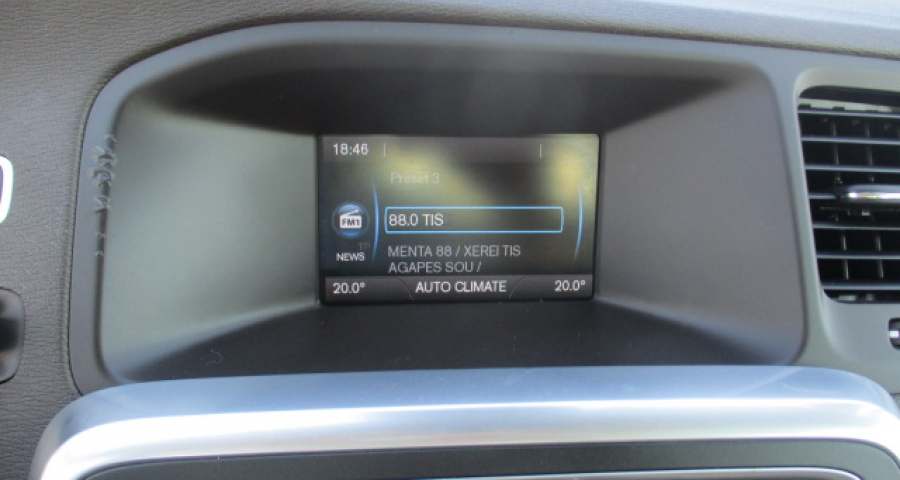 18:46
Preset 3
88.0 TIS
FM1
NEWS
MENTA 88 / XEREI TIS
AGAPES SOU /
20.0° AUTO CLIMATE 20.0°